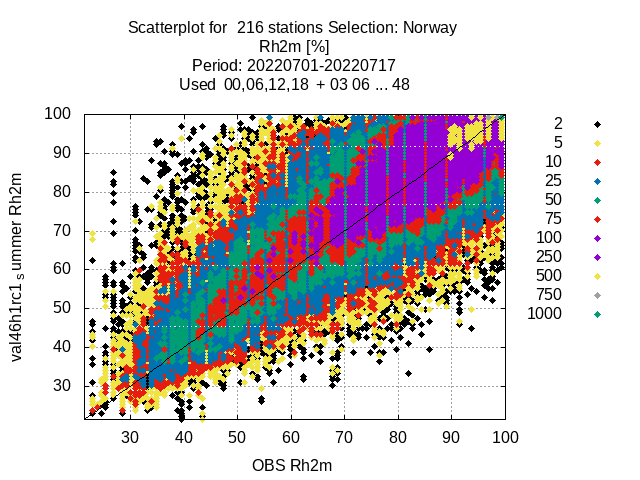 Scatterplot for 216 stations Selection: Norway
Rh2m [%]
Period: 20220701-20220717
Used 00,06,12,18 + 03 06 ... 48
100
90
80
70
60
50
40
30
30 40 50 60 70 80 90 100
OBS Rh2m
val46h1rc1 s ummer Rh2m
2
5
10
25
50
75
100
250
500
750
1000